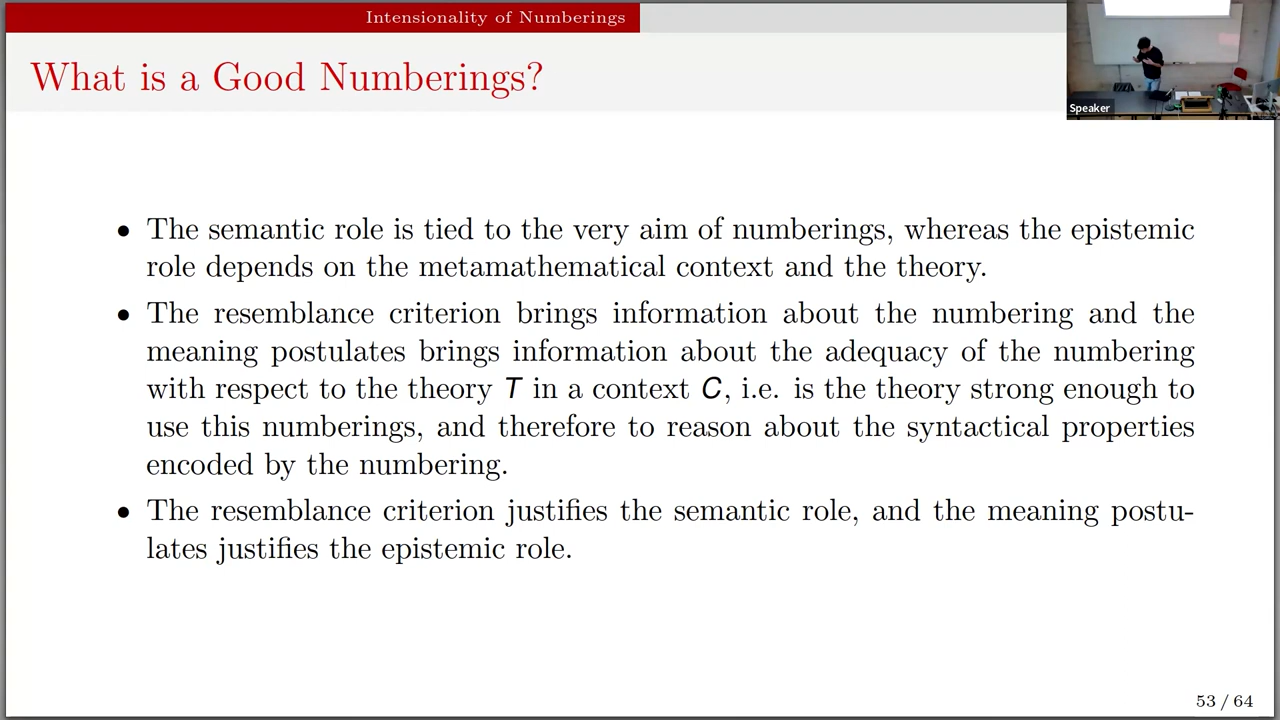 Intensionality of Numberings
What is a Good Numberings?
Speaker
• The semantic role is tied to the very aim of numberings, whereas the epistemic
role depends on the metamathematical context and the theory.
• The resemblance criterion brings information about the numbering and the
meaning postulates brings information about the adequacy of the numbering
with respect to the theory T in a context C, i.e. is the theory strong enough to
use this numberings, and therefore to reason about the syntactical properties
encoded by the numbering.
• The resemblance criterion justifies the semantic role, and the meaning postu-
lates justifies the epistemic role.
53 / 64